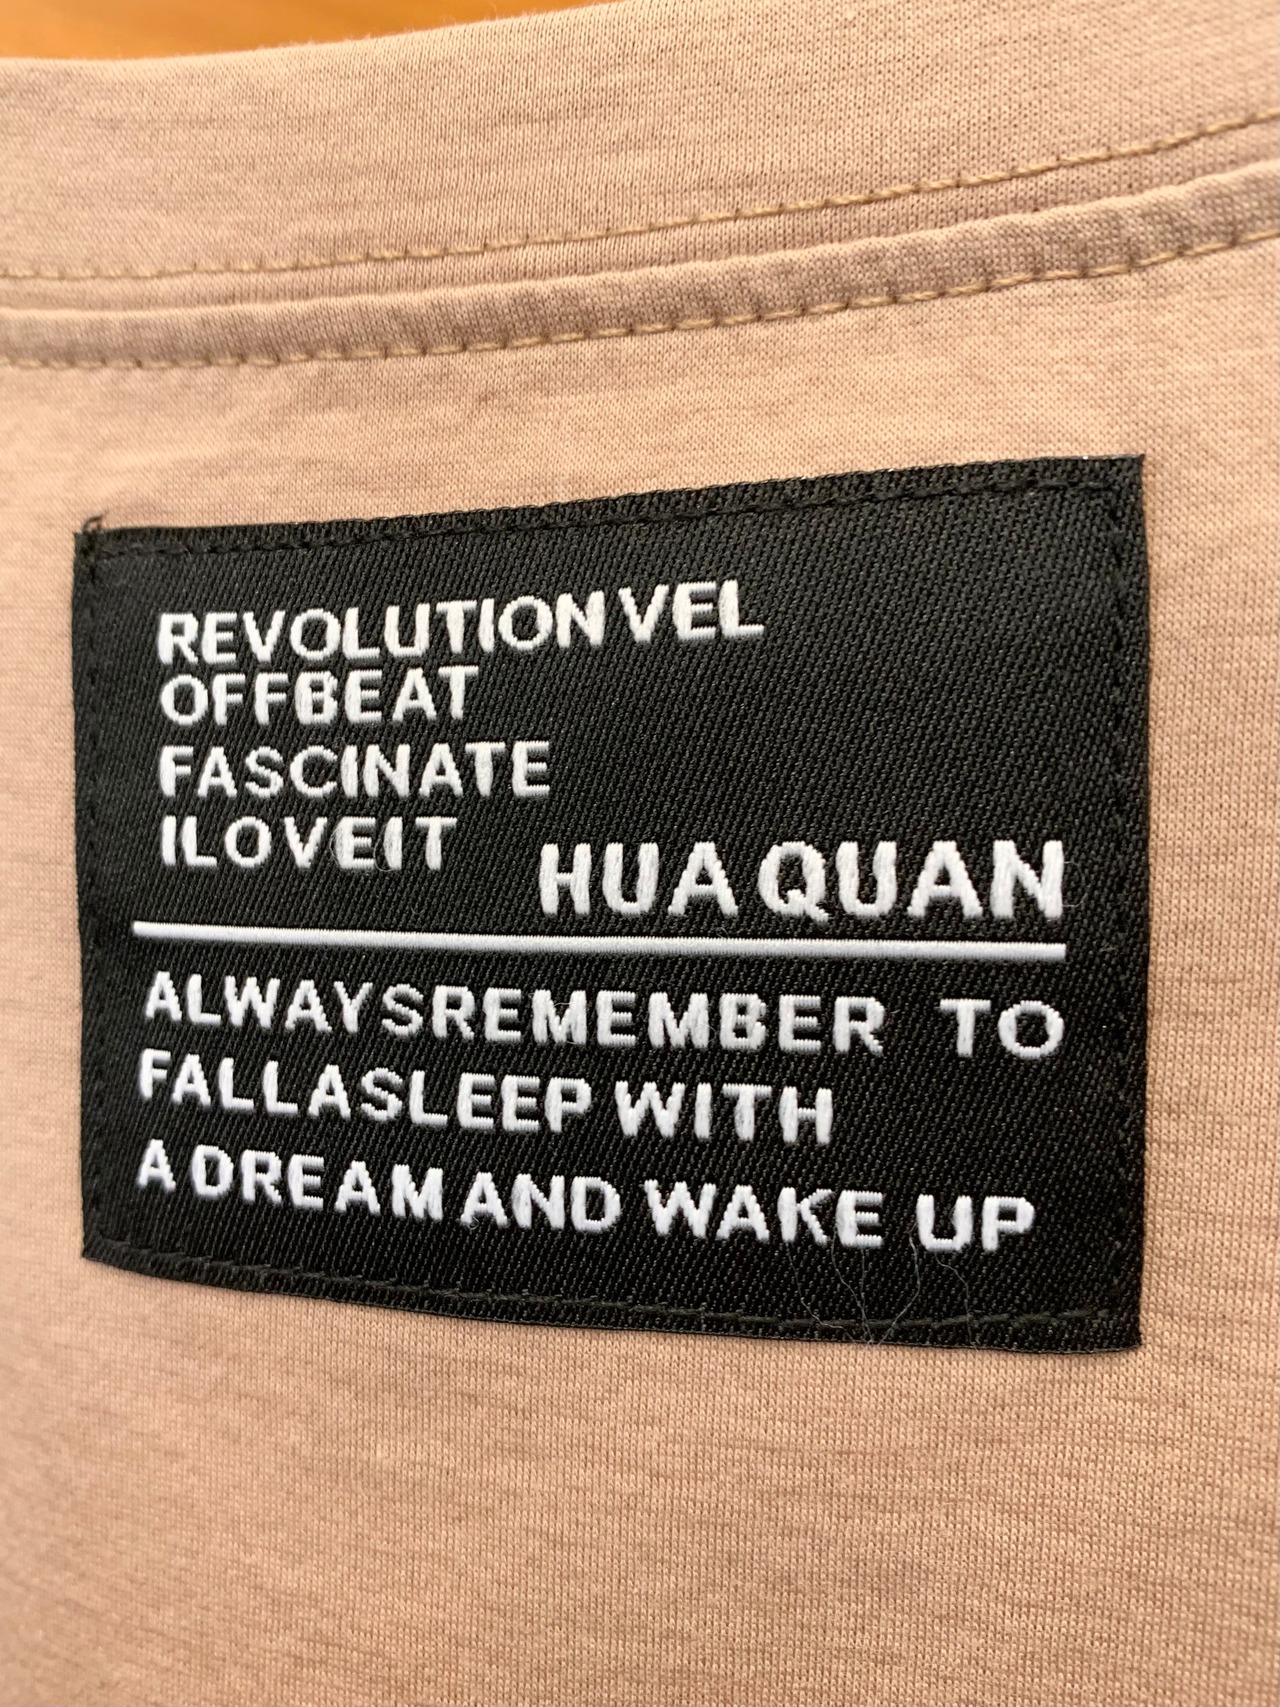 REVOLUTION VEL
OFFBEAT
FASCINATE
ILOVEIT
HUA QUAN
ALWAYSREMEMBER TO
FALLASLEEP WITH
A DREAM AND WAKE UP